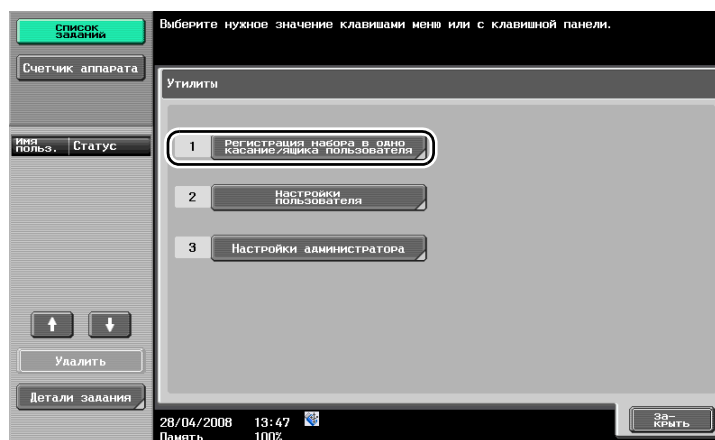 Список
заданий
Счетчик аппарата
Имя
польз.
Статус
Удалить
Детали задания
Выберите нужное значение клавишами меню или с клавишной панели.
Утилиты
1
Регистрация набора в одно
касание/ящика пользователя
2
Настройки
пользователя
3
Настройки администратора
28/04/2008 13:47
Память 100%
За-
крыть